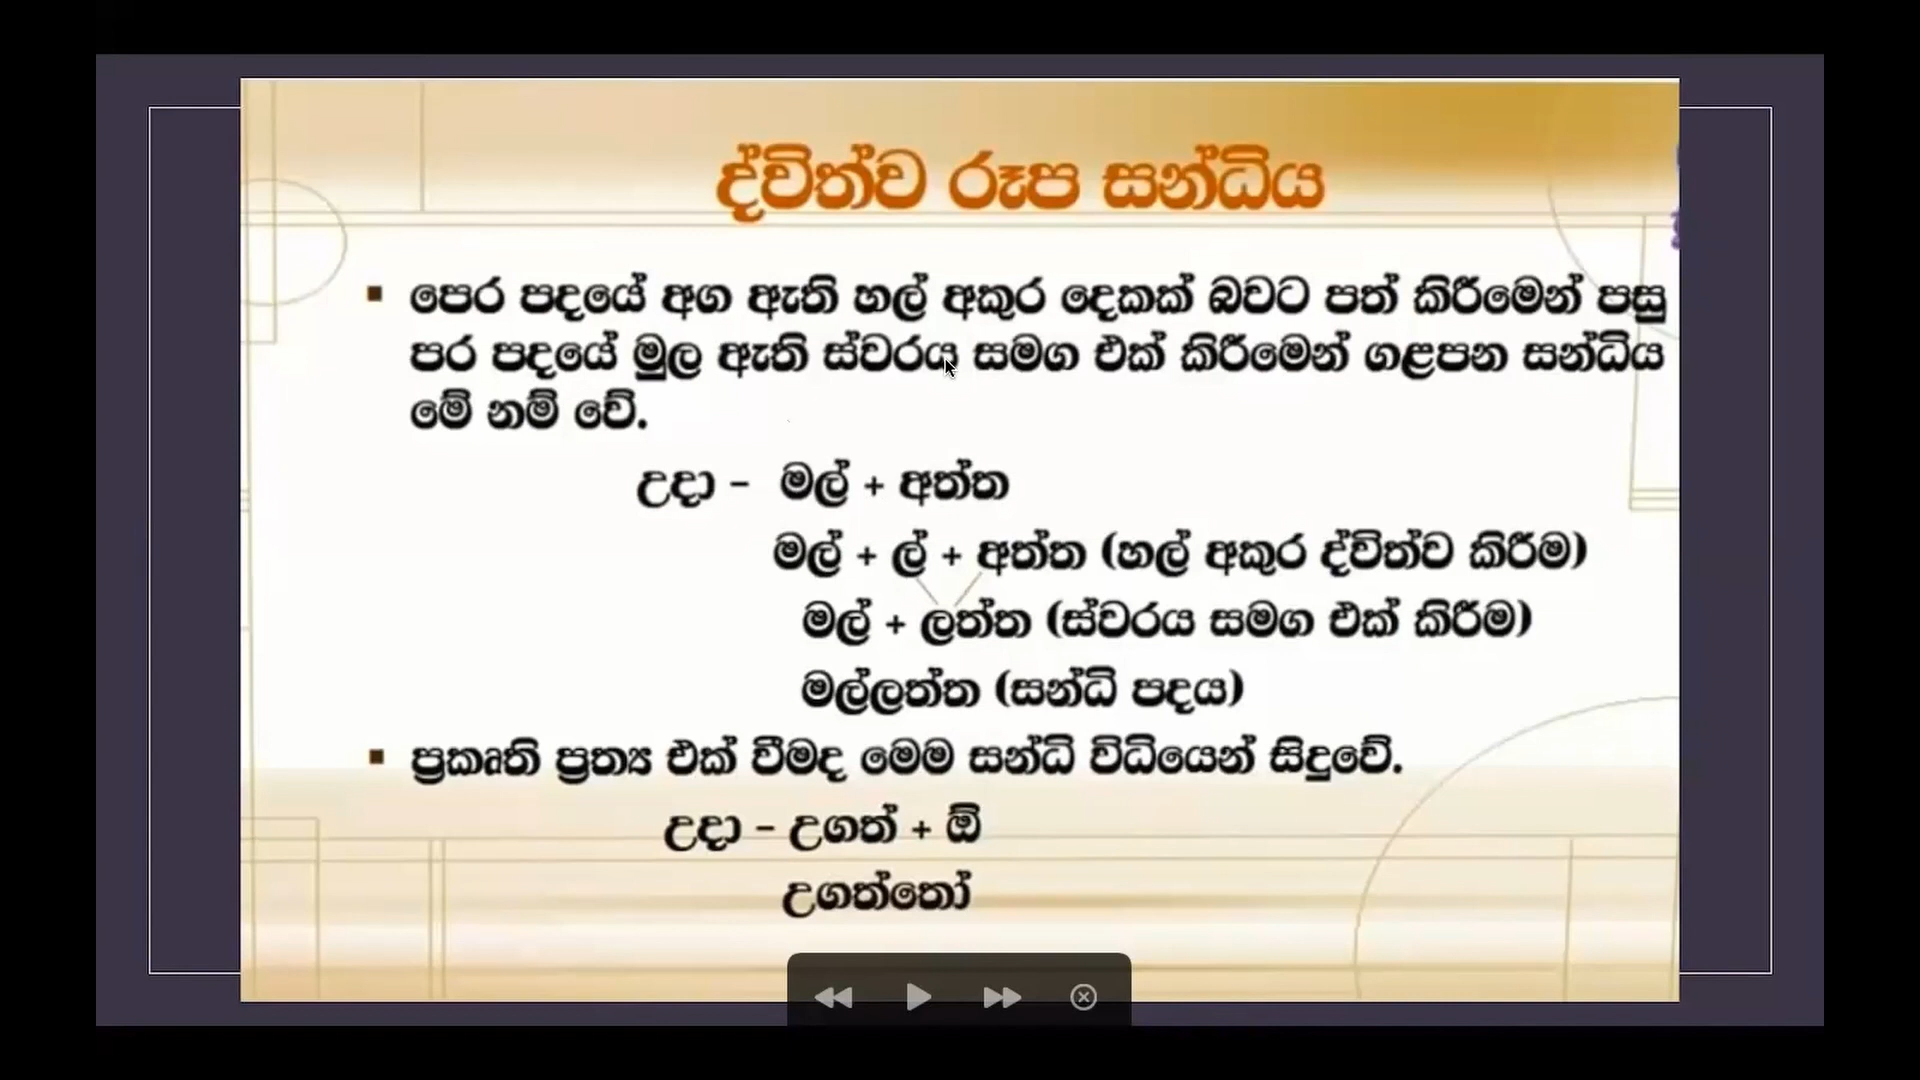 ද්විත්ව රූප සන්ධිය
පෙර පදයේ අග ඇති හල් අකුර දෙකක් බවට පත් කිරීමෙන් පසු
පර පදයේ මුල ඇති ස්වරය සමග එක් කිරීමෙන් ගළපන සන්ධිය
මේ නම් වේ.
උදා - මල් + අත්ත
මල් + ල් + අත්ත (හල් අකුර ද්විත්ව කිරීම)
මල් + ලත්ත (ස්වරය සමග එක් කිරීම)
මල්ලත්ත (සන්ධි පදය)
ප්‍රකෘති ප්‍රත්‍ය එක් වීමද මෙම සන්ධි විධියෙන් සිදුවේ.
උදා - උගත් + ඕ
උගත්තෝ